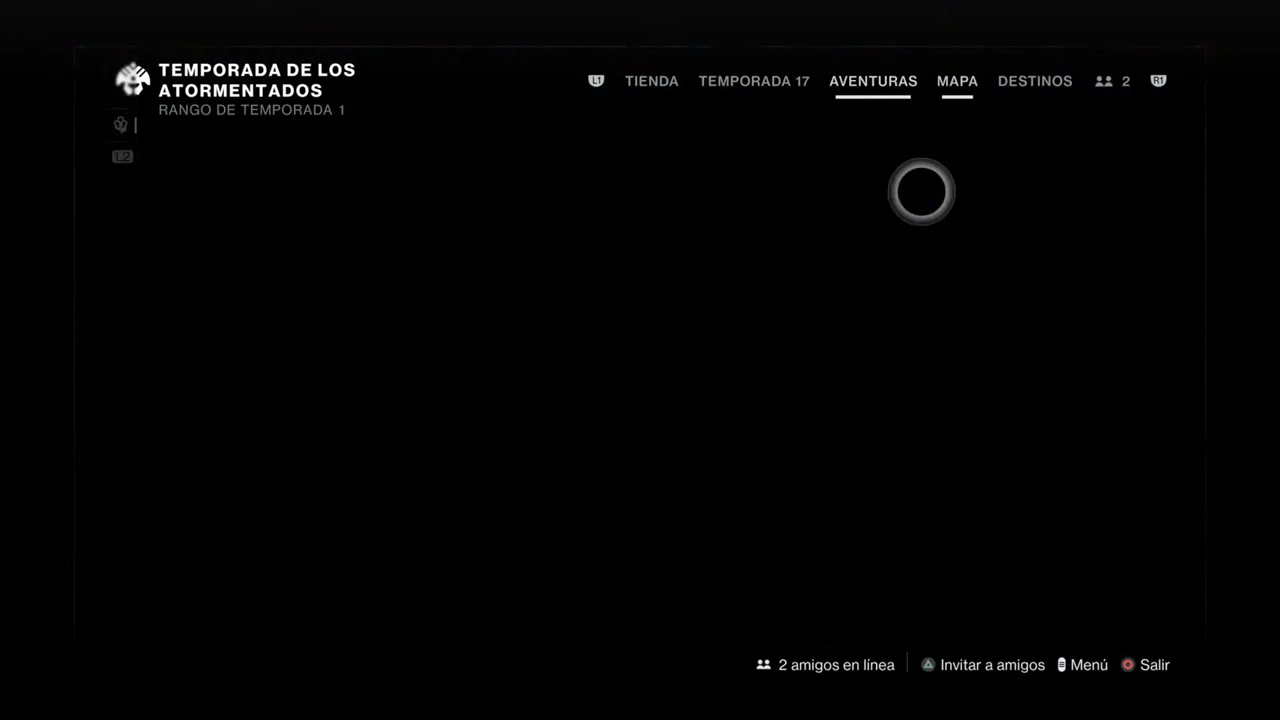 TEMPORADA DE LOS
ATORMENTADOS
RANGO DE TEMPORADA 1
L2
L1 TIENDA TEMPORADA 17 AVENTURAS MAPA DESTINOS 2 R1
2 amigos en línea Invitar a amigos Menú Salir